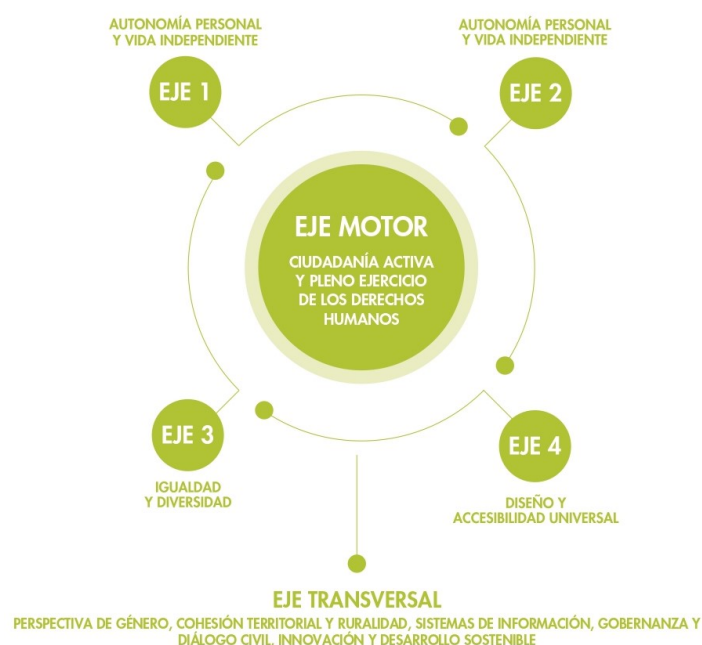 AUTONOMÍA PERSONAL
Y VIDA INDEPENDIENTE
EJE 1
AUTONOMÍA PERSONAL
Y VIDA INDEPENDIENTE
EJE 2
EJE MOTOR
CIUDADANÍA ACTIVA
Y PLENO EJERCICIO
DE LOS DERECHOS
HUMANOS
EJE 3
IGUALDAD
Y DIVERSIDAD
EJE 4
DISEÑO Y
ACCESIBILIDAD UNIVERSAL
EJE TRANSVERSAL
PERSPECTIVA DE GÉNERO, COHESIÓN TERRITORIAL Y RURALIDAD, SISTEMAS DE INFORMACIÓN, GOBERNANZA Y
DIÁLOGO CIVIL. INNOVACIÓN Y DESARROLLO SOSTENIBLE